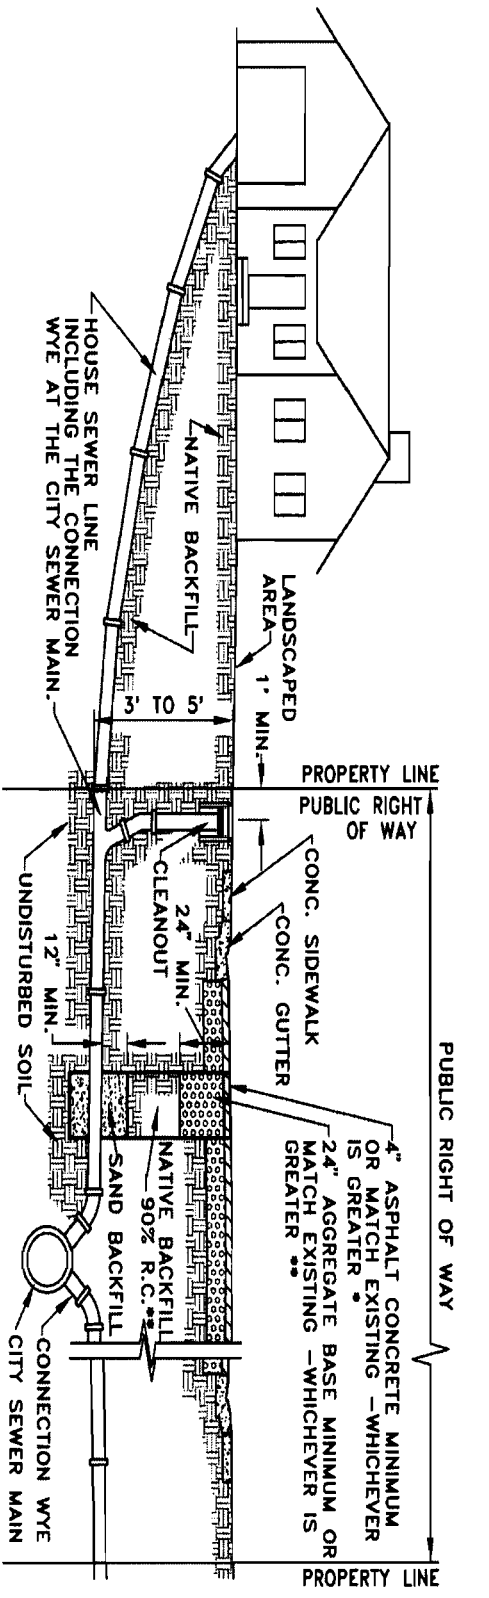 PUBLIC RIGHT OF WAY
PROPERTY LINE
PUBLIC RIGHT
OF WAY
PROPERTY LINE
4" ASPHALT CONCRETE MINIMUM
OR MATCH EXISTING -WHICHEVER
IS GREATER *
24" AGGREGATE BASE MINIMUM OR
MATCH EXISTING -WHICHEVER IS
GREATER **
LANDSCAPED
AREA
1' MIN.
CONC. SIDEWALK
CONC. GUTTER
NATIVE BACKFILL
3' TO 5'
CLEANOUT
24" MIN.
NATIVE BACKFILL
90% R.C.**
SAND BACKFILL
HOUSE SEWER LINE
INCLUDING THE CONNECTION
WYE AT THE CITY SEWER MAIN.
12" MIN.
UNDISTURBED SOIL
CONNECTION WYE
CITY SEWER MAIN